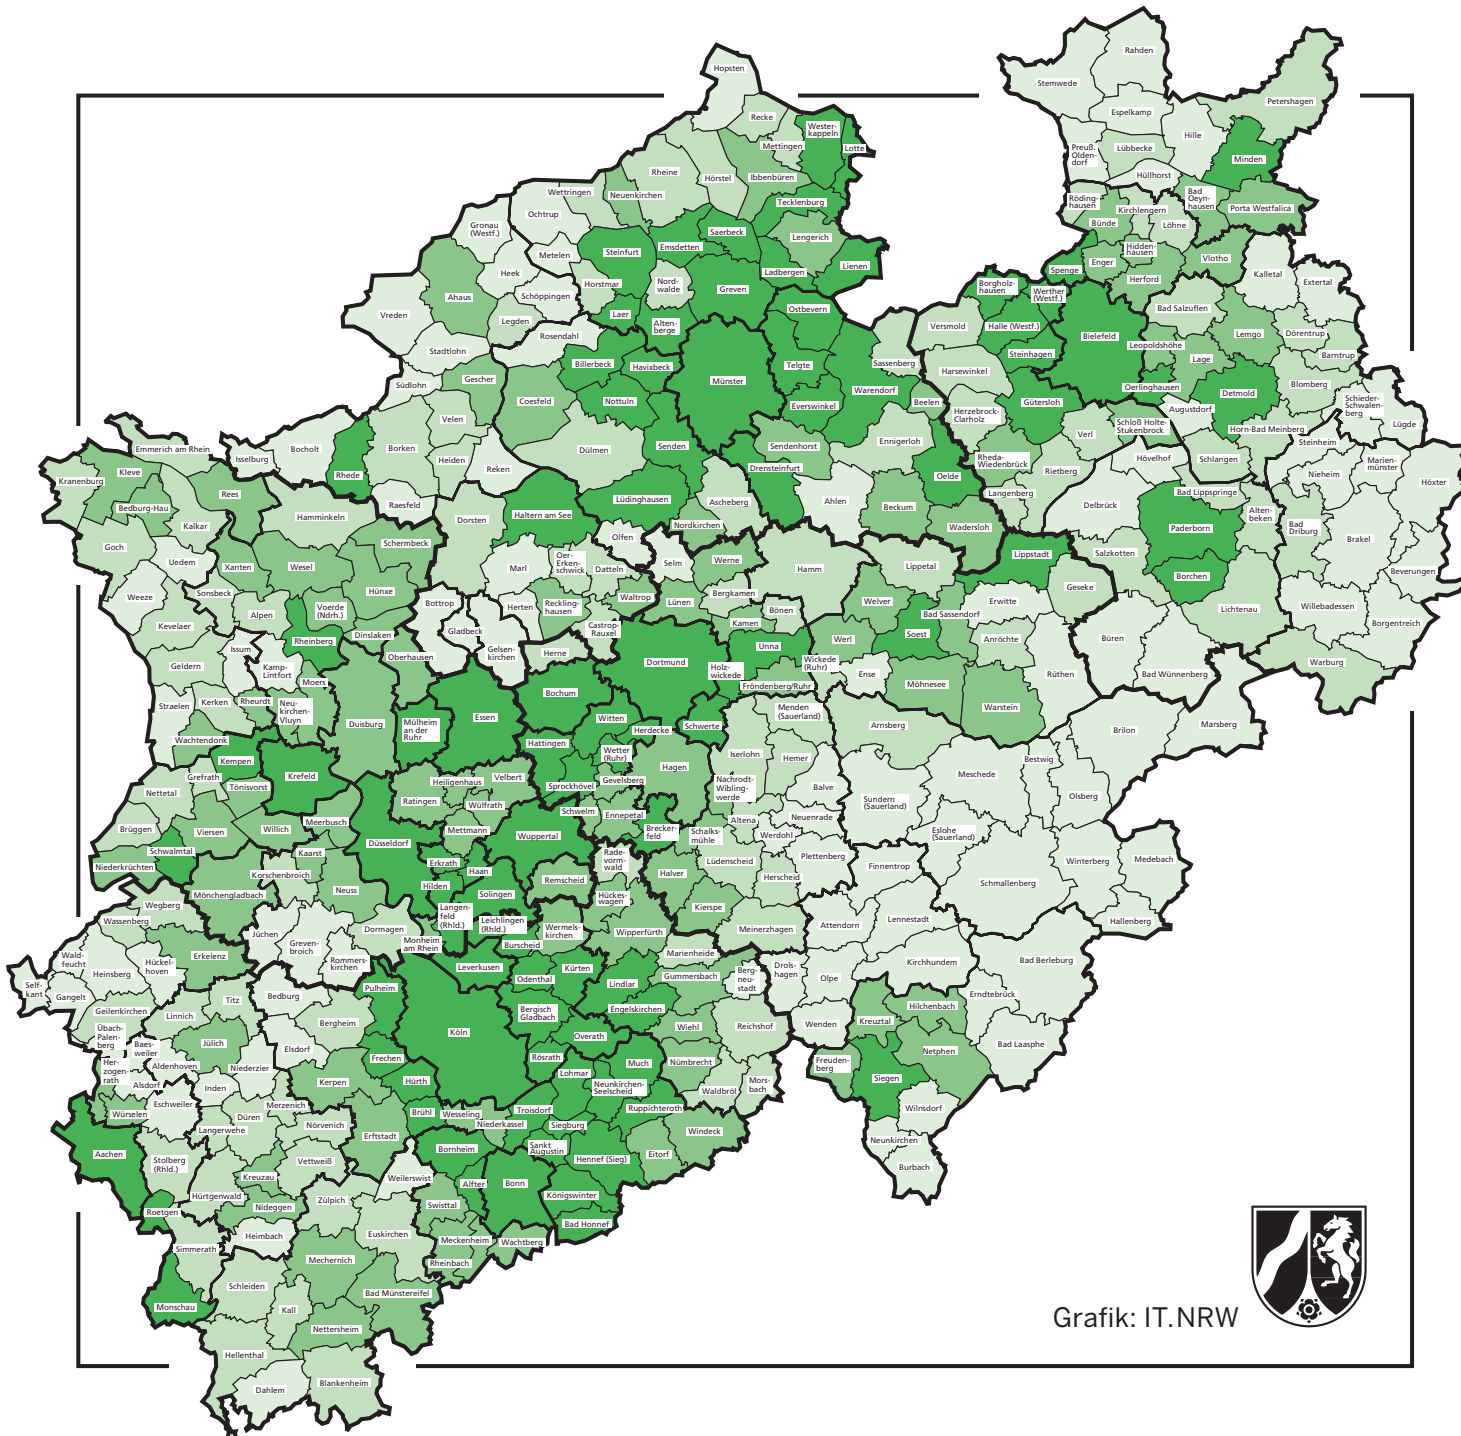 Hopsten
Rahden
Stemwede
Petershagen
Espelkamp
Recke
Wester-
kappeln
Lotte
Hille
Mettingen
Preuß.
Olden-
dorf
Lübbecke
Minden
Rheine
Hörstel
Ibbenbüren
Hüllhorst
Wettringen
Neuenkirchen
Tecklenburg
Röding-
hausen
Bad
Oeyn-
hausen
Porta Westfalica
Ochtrup
Kirchlengern
Bünde
Löhne
Gronau
(Westf.)
Saerbeck
Lengerich
Metelen
Steinfurt
Emsdetten
Hidden-
hausen
Enger
Vlotho
Heek
Ladbergen
Lienen
Spenge
Herford
Kalletal
Extertal
Ahaus
Schöppingen
Horstmar
Nord-
walde
Greven
Borgholz-
hausen
Werther
(Westf.)
Vreden
Legden
Laer
Alten-
berge
Ostbevern
Versmold
Halle (Westf.)
Bad Salzuflen
Bielefeld
Lemgo
Dörentrup
Rosendahl
Stadtlohn
Leopoldshöhe
Steinhagen
Barntrup
Billerbeck
Havixbeck
Telgte
Sassenberg
Lage
Südlohn
Gescher
Münster
Harsewinkel
Oerlinghausen
Blomberg
Warendorf
Detmold
Schieder-
Schwalen-
berg
Coesfeld
Nottuln
Everswinkel
Beelen
Gütersloh
Augustdorf
Lügde
Velen
Herzebrock-
Clarholz
Schloß Holte-
Stukenbrock
Horn-Bad Meinberg
Verl
Steinheim
Emmerich am Rhein
Isselburg
Bocholt
Borken
Dülmen
Senden
Sendenhorst
Ennigerloh
Rheda-
Wiedenbrück
Hövelhof
Schlangen
Marien-
münster
Nieheim
Heiden
Reken
Drensteinfurt
Rietberg
Kleve
Kranenburg
Rhede
Oelde
Höxter
Rees
Bedburg-Hau
Raesfeld
Lüdinghausen
Ascheberg
Ahlen
Beckum
Langenberg
Delbrück
Bad Lippspringe
Alten-
beken
Hamminkeln
Dorsten
Haltern am See
Kalkar
Nordkirchen
Wadersloh
Paderborn
Bad
Driburg
Brakel
Goch
Schermbeck
Olfen
Uedem
Xanten
Wesel
Marl
Oer-
Erken-
schwick
Datteln
Selm
Werne
Hamm
Lippetal
Lippstadt
Salzkotten
Borchen
Beverungen
Weeze
Sonsbeck
Hünxe
Geseke
Voerde
(Ndrh.)
Bottrop
Herten
Reckling-
hausen
Waltrop
Lünen
Bergkamen
Bönen
Welver
Bad Sassendorf
Erwitte
Lichtenau
Willebadessen
Borgentreich
Alpen
Kevelaer
Gladbeck
Castrop-
Rauxel
Kamen
Dinslaken
Soest
Rheinberg
Anröchte
Büren
Issum
Gelsen-
kirchen
Herne
Unna
Werl
Oberhausen
Geldern
Kamp-
Lintfort
Dortmund
Holz-
wickede
Wickede
(Ruhr)
Ense
Rüthen
Bad Wünnenberg
Warburg
Moers
Fröndenberg/Ruhr
Möhnesee
Bochum
Straelen
Kerken
Rheurdt
Neu-
kirchen-
Vluyn
Warstein
Duisburg
Mülheim
an der
Ruhr
Essen
Witten
Menden
(Sauerland)
Arnsberg
Marsberg
Schwerte
Herdecke
Brilon
Wachtendonk
Hattingen
Wetter
(Ruhr)
Iserlohn
Hemer
Bestwig
Kempen
Hagen
Krefeld
Grefrath
Heiligenhaus
Velbert
Sprockhövel
Gevelsberg
Nachrodt-
Wibling-
werde
Meschede
Balve
Tönisvorst
Nettetal
Ratingen
Olsberg
Sundern
(Sauerland)
Wülfrath
Schwelm
Ennepetal
Altena
Neuenrade
Brüggen
Viersen
Willich
Meerbusch
Mettmann
Wuppertal
Brecker-
feld
Schalks-
mühle
Werdohl
Eslohe
(Sauerland)
Düsseldorf
Schwalmtal
Kaarst
Rade-
vorm-
wald
Lüdenscheid
Plettenberg
Medebach
Winterberg
Erkrath
Finnentrop
Niederkrüchten
Haan
Korschenbroich
Halver
Herscheid
Remscheid
Hilden
Schmallenberg
Neuss
Mönchengladbach
Solingen
Hückes-
wagen
Wegberg
Kierspe
Langen-
feld
(Rhld.)
Leichlingen
(Rhld.)
Lennestadt
Attendorn
Hallenberg
Wassenberg
Dormagen
Wermels-
kirchen
Wipperfürth
Meinerzhagen
Jüchen
Monheim
am Rhein
Burscheid
Greven-
broich
Erkelenz
Marienheide
Wald-
feucht
Hückel-
hoven
Rommers-
kirchen
Leverkusen
Kürten
Bad Berleburg
Kirchhundem
Heinsberg
Drols-
hagen
Berg-
neu-
stadt
Gummersbach
Odenthal
Olpe
Self-
kant
Gangelt
Pulheim
Lindlar
Erndtebrück
Titz
Bedburg
Geilenkirchen
Linnich
Engelskirchen
Hilchenbach
Bergisch
Gladbach
Bergheim
Wiehl
Reichshof
Wenden
Kreuztal
Übach-
Palen-
berg
Köln
Overath
Baes-
weiler
Jülich
Elsdorf
Bad Laasphe
Netphen
Frechen
Rösrath
Her-
zogen-
rath
Aldenhoven
Niederzier
Much
Nümbrecht
Freuden-
berg
Lohmar
Kerpen
Hürth
Siegen
Alsdorf
Inden
Neunkirchen-
Seelscheid
Mors-
bach
Waldbröl
Eschweiler
Merzenich
Würselen
Brühl
Wesseling
Troisdorf
Ruppichteroth
Wilnsdorf
Düren
Langerwehe
Nörvenich
Niederkassel
Siegburg
Windeck
Erftstadt
Neunkirchen
Aachen
Bornheim
Sankt
Augustin
Eitorf
Stolberg
(Rhld.)
Vettweiß
Hennef (Sieg)
Burbach
Kreuzau
Weilerswist
Alfter
Bonn
Hürtgenwald
Königswinter
Zülpich
Swisttal
Nideggen
Roetgen
Bad Honnef
Euskirchen
Heimbach
Meckenheim
Wachtberg
Simmerath
Mechernich
Rheinbach
Schleiden
Bad Münstereifel
Monschau
Kall
Grafik: IT.NRW
Nettersheim
Hellenthal
Blankenheim
Dahlem